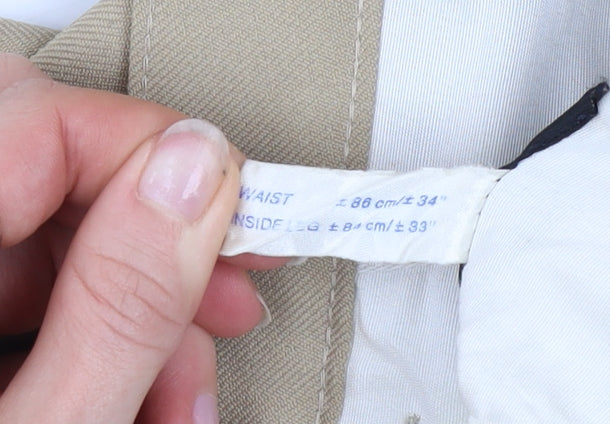 WAIST ± 86 cm/± 34"
INSIDE LEG ± 84 cm/± 33"